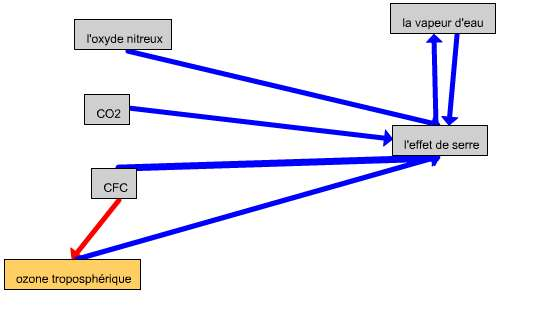 la vapeur d'eau
l'oxyde nitreux
CO2
l'effet de serre
CFC
ozone troposphérique